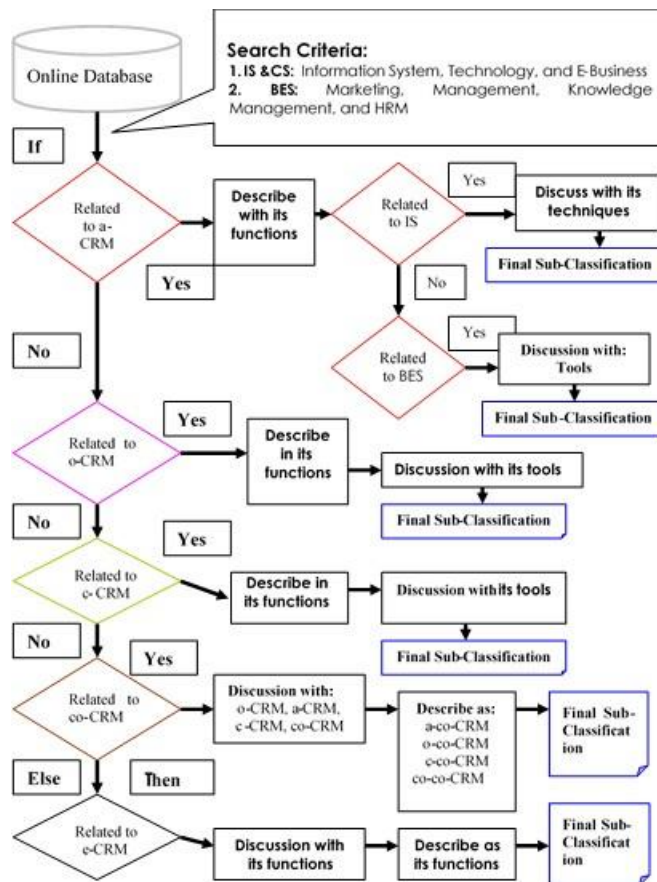 Online Database
Search Criteria:
1. IS &CS: Information System, Technology, and E-Business
2. BES: Marketing, Management, Knowledge
Management, and HRM
If
Related
to a-
CRM
Yes
Describe
with its
functions
Related
to IS
Yes
Discuss with its
techniques
Final Sub-Classification
No
Related
to BES
Yes
Discussion with:
Tools
Final Sub-Classification
No
Related to
o-CRM
Yes
Describe
in its
functions
Discussion with its tools
Final Sub-Classification
No
Related to
c- CRM
Yes
Describe in
its functions
Discussion with its tools
Final Sub-Classification
No
Related to
co-CRM
Yes
Discussion with:
o-CRM, a-CRM,
c -CRM, co-CRM
Describe as:
a-co-CRM
o-co-CRM
c-co-CRM
co-co-CRM
Final Sub-
Classificat
ion
Else
Then
Related to
e-CRM
Discussion with
its functions
Describe as
its functions
Final Sub-
Classificat
ion